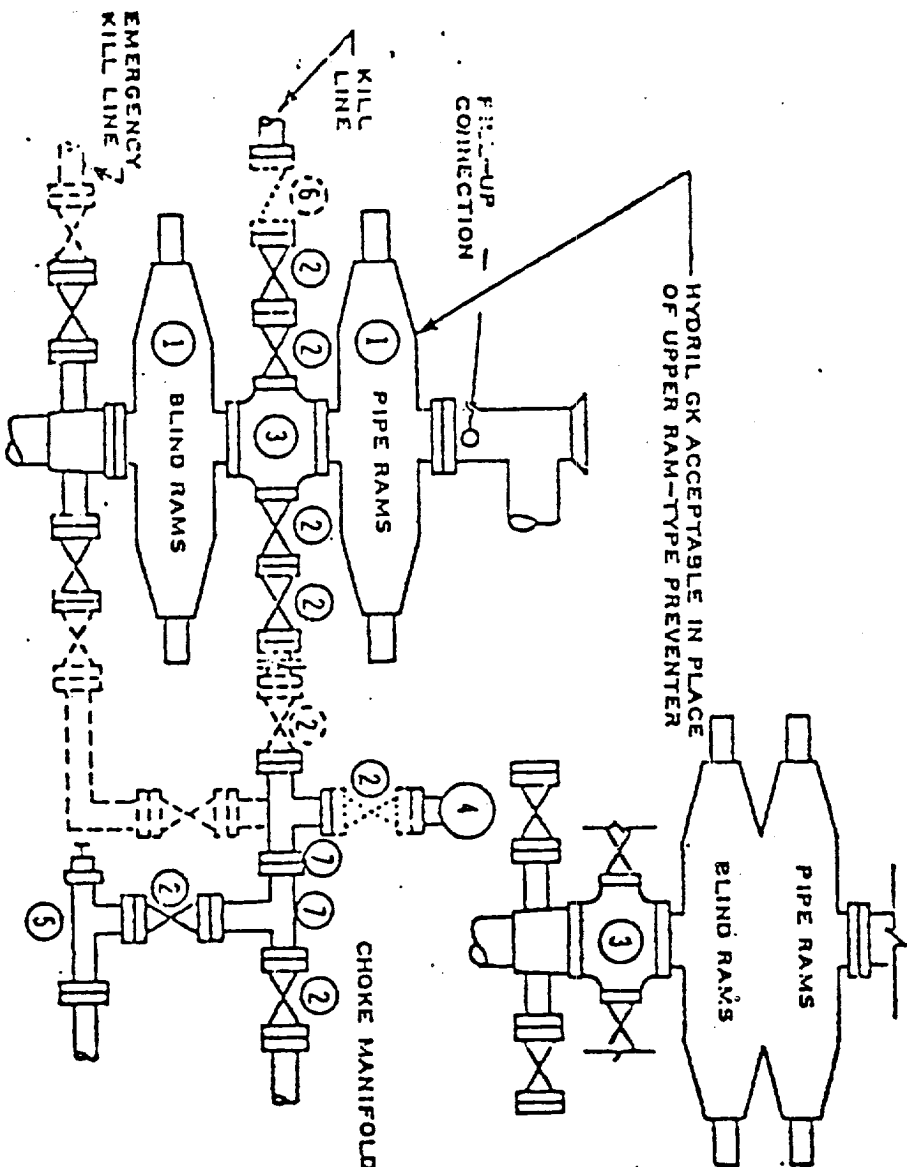 HYDRIL GK ACCEPTABLE IN PLACE
OF UPPER RAM-TYPE PREVENTER
FILL-UP
CONNECTION
KILL
LINE
EMERGENCY
KILL LINE
PIPE RAMS
1
6
2
2
3
2
2
2
1
BLIND RAMS
2
4
7
7
2
2
5
CHOKE MANIFOLD
PIPE RAMS
BLIND RAMS
3